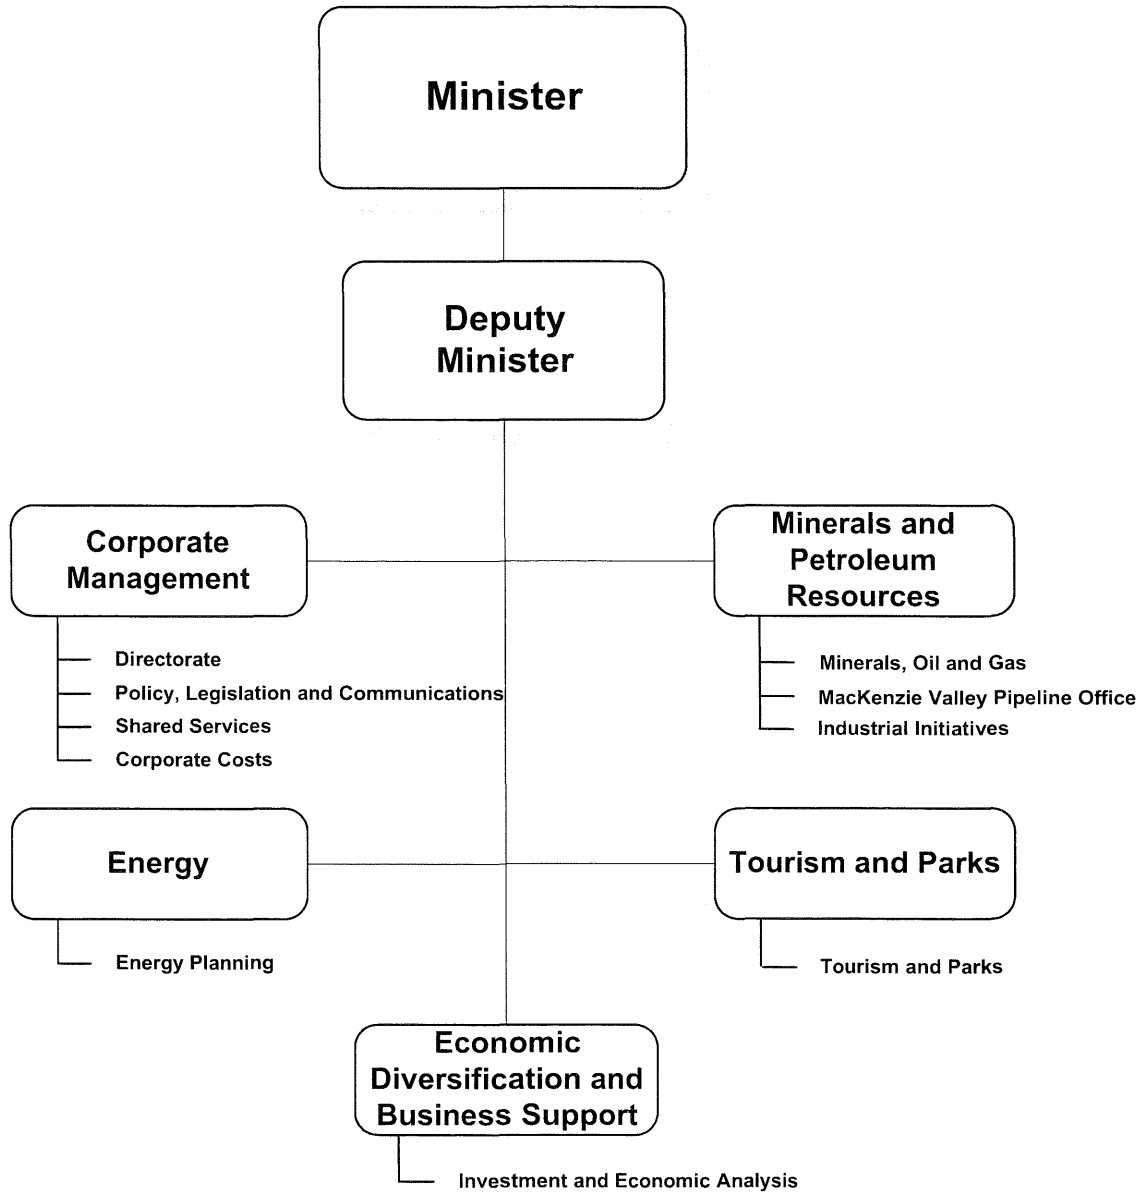 Minister
Deputy
Minister
Corporate
Management
Minerals and
Petroleum
Resources
Directorate
Policy, Legislation and Communications
Shared Services
Corporate Costs
Minerals, Oil and Gas
MacKenzie Valley Pipeline Office
Industrial Initiatives
Energy
Tourism and Parks
Energy Planning
Tourism and Parks
Economic
Diversification and
Business Support
Investment and Economic Analysis